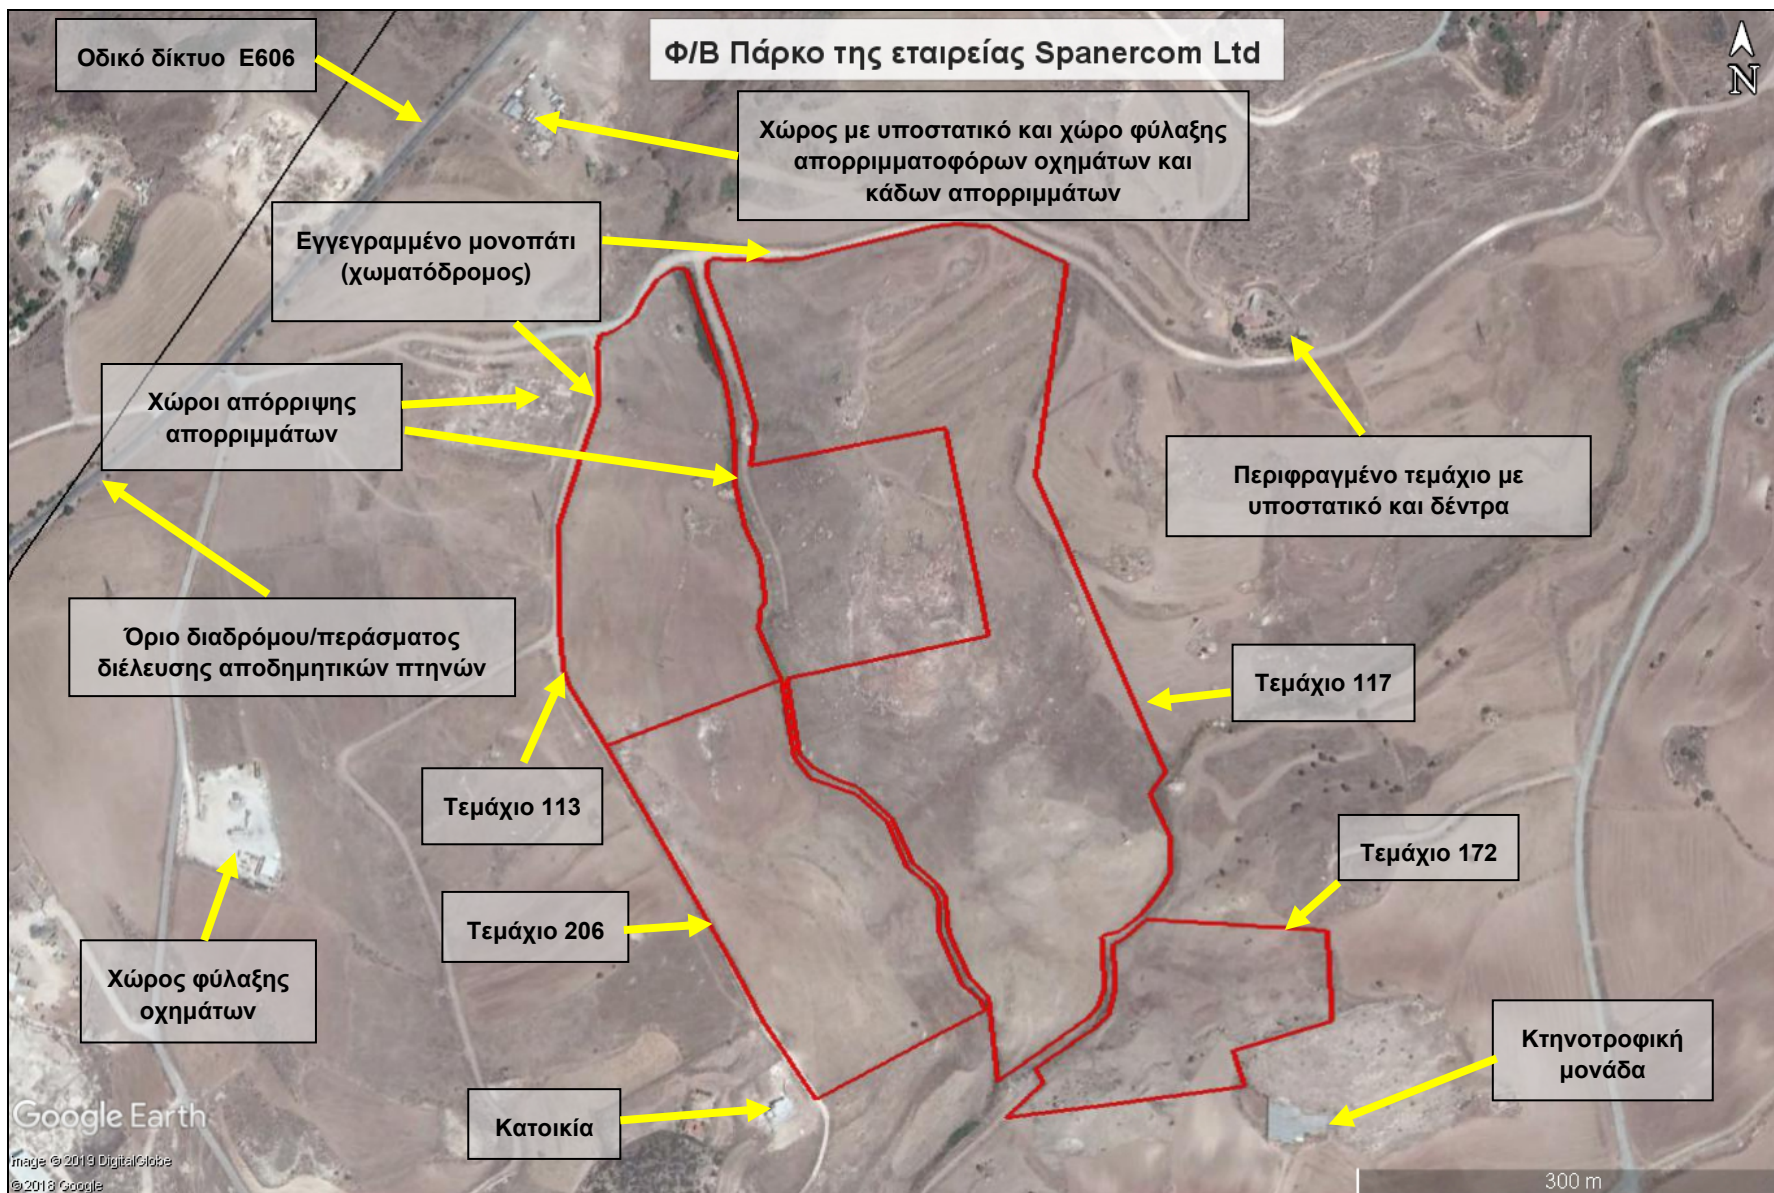 Οδικό δίκτυο Ε606
Φ/Β Πάρκο της εταιρείας Spanercom Ltd
N
Χώρος με υποστατικό και χώρο φύλαξης
απορριμματοφόρων οχημάτων και
κάδων απορριμμάτων
Εγγεγραμμένο μονοπάτι
(χωματόδρομος)
Χώροι απόρριψης
απορριμμάτων
Περιφραγμένο τεμάχιο με
υποστατικό και δέντρα
Όριο διαδρόμου/περάσματος
διέλευσης αποδημητικών πτηνών
Τεμάχιο 117
Τεμάχιο 113
Τεμάχιο 172
Τεμάχιο 206
Χώρος φύλαξης
οχημάτων
Κτηνοτροφική
μονάδα
Κατοικία
Google Earth
mage © 2019 DigitalGlobe
© 2018 Google
300 m